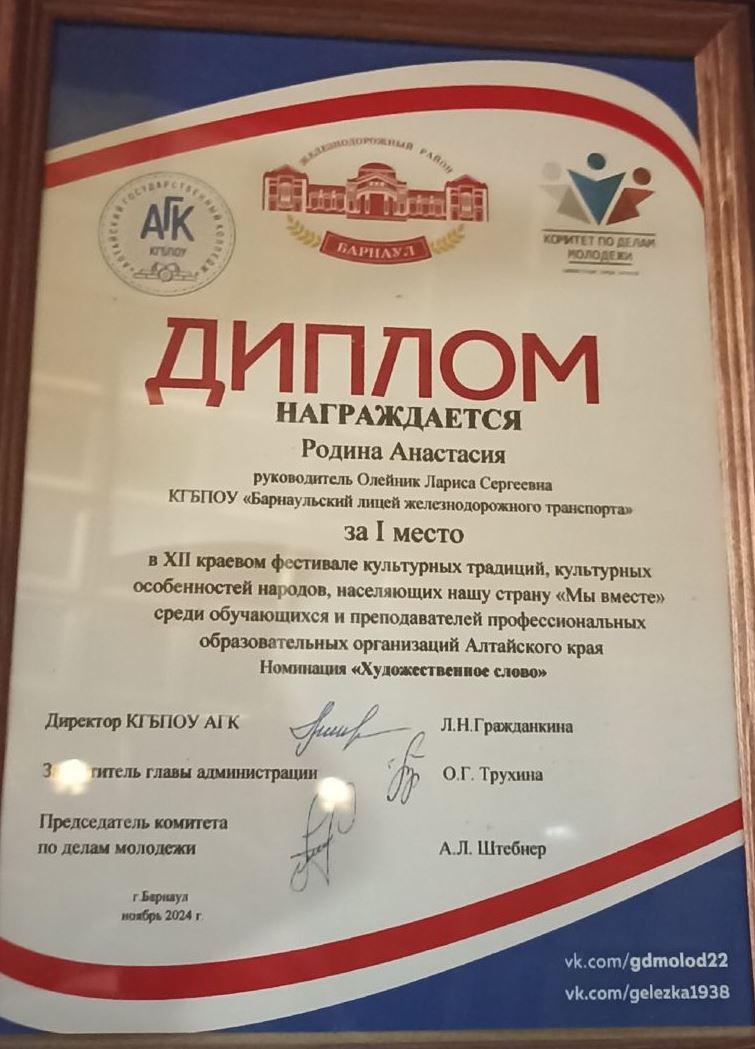 ЖЕЛЕЗНОДОРОЖНЫЙ РАЙОН
БАРНАУЛ
АЛТАЙСКИЙ ГОСУДАРСТВЕННЫЙ КОЛЛЕДЖ
АГК
КГБПОУ
КОМИТЕТ ПО ДЕЛАМ
МОЛОДЕЖИ
ДИПЛОМ
НАГРАЖДАЕТСЯ
Родина Анастасия
руководитель Олейник Лариса Сергеевна
КГБПОУ «Барнаульский лицей железнодорожного транспорта»
за I место
в XII краевом фестивале культурных традиций, культурных
особенностей народов, населяющих нашу страну «Мы вместе»
среди обучающихся и преподавателей профессиональных
образовательных организаций Алтайского края
Номинация «Художественное слово»
Директор КГБПОУ АГК Л.Н.Гражданкина
главы администрации О.Г. Трухина
Председатель комитета
по делам молодежи А.Л. Штебнер
г.Барнаул
ноябрь 2024 г.
vk.com/gdmolod22
vk.com/gelezka1938